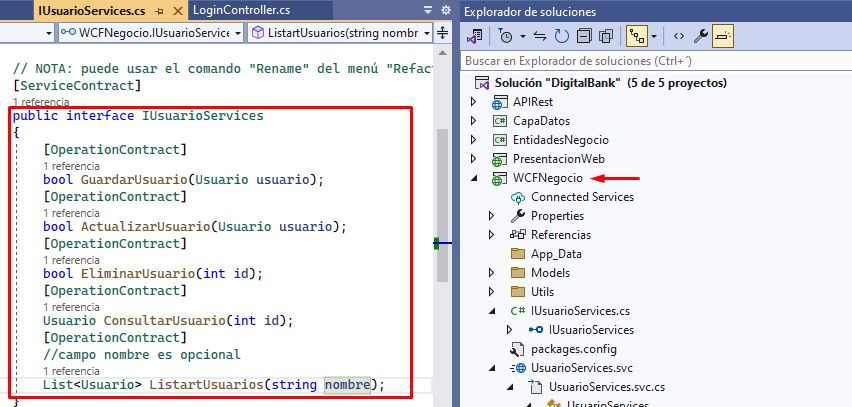 IUsuarioServices.cs
LoginController.cs
WCFNegocio.IUsuarioService
ListartUsuarios(string nombr
// NOTA: puede usar el comando "Rename" del menú "Refac
[ServiceContract]
1 referencia
public interface IUsuarioServices
{
[OperationContract]
1 referencia
bool GuardarUsuario(Usuario usuario);
[OperationContract]
1 referencia
bool ActualizarUsuario(Usuario usuario);
[OperationContract]
1 referencia
bool EliminarUsuario(int id);
[OperationContract]
1 referencia
Usuario ConsultarUsuario(int id);
[OperationContract]
//campo nombre es opcional
1 referencia
List<Usuario> ListartUsuarios(string nombre);
}
Explorador de soluciones
Buscar en Explorador de soluciones (Ctrl+´)
Solución "DigitalBank" (5 de 5 proyectos)
APIRest
CapaDatos
EntidadesNegocio
PresentacionWeb
WCFNegocio
Connected Services
Properties
Referencias
App_Data
Models
Utils
IUsuarioServices.cs
IUsuarioServices
packages.config
UsuarioServices.svc
UsuarioServices.svc.cs
UsuarioServices